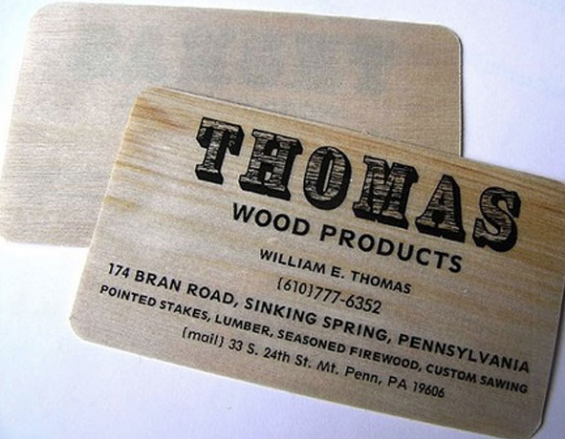 THOMAS
WOOD PRODUCTS
WILLIAM E. THOMAS
{610}777-6352
174 BRAN ROAD, SINKING SPRING, PENNSYLVANIA
POINTED STAKES, LUMBER, SEASONED FIREWOOD, CUSTOM SAWING
{mail} 33 S. 24th St. Mt. Penn, PA 19606